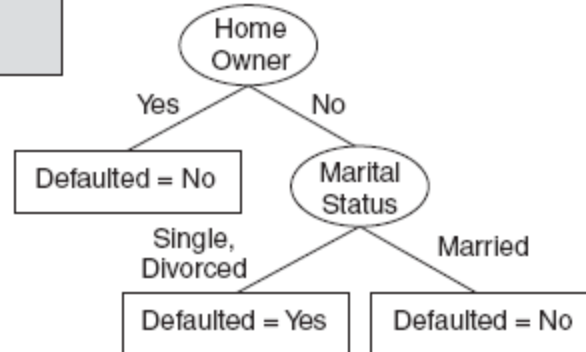 Home
Owner
Yes
No
Defaulted = No
Marital
Status
Single,
Divorced
Married
Defaulted = Yes
Defaulted = No